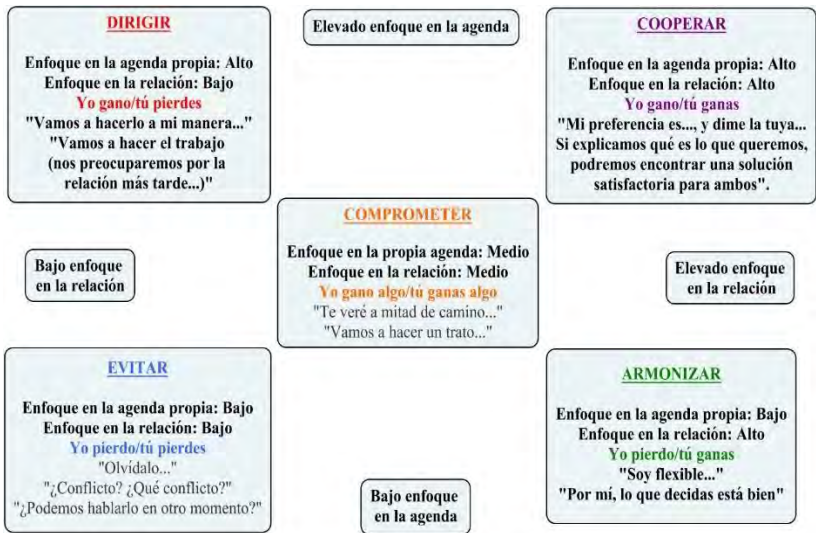 DIRIGIR
Enfoque en la agenda propia: Alto
Enfoque en la relación: Bajo
Yo gano/tú pierdes
"Vamos a hacerlo a mi manera..."
"Vamos a hacer el trabajo
(nos preocuparemos por la
relación más tarde...)"
Elevado enfoque en la agenda
COOPERAR
Enfoque en la agenda propia: Alto
Enfoque en la relación: Alto
Yo gano/tú ganas
"Mi preferencia es..., y dime la tuya...
Si explicamos qué es lo que queremos,
podremos encontrar una solución
satisfactoria para ambos".
Bajo enfoque
en la relación
COMPROMETER
Enfoque en la propia agenda: Medio
Enfoque en la relación: Medio
Yo gano algo/tú ganas algo
"Te veré a mitad de camino..."
"Vamos a hacer un trato..."
Elevado enfoque
en la relación
EVITAR
Enfoque en la agenda propia: Bajo
Enfoque en la relación: Bajo
Yo pierdo/tú pierdes
"Olvídalo..."
"¿Conflicto? ¿Qué conflicto?"
"¿Podemos hablarlo en otro momento?"
Bajo enfoque
en la agenda
ARMONIZAR
Enfoque en la agenda propia: Bajo
Enfoque en la relación: Alto
Yo pierdo/tú ganas
"Soy flexible..."
"Por mí, lo que decidas está bien"